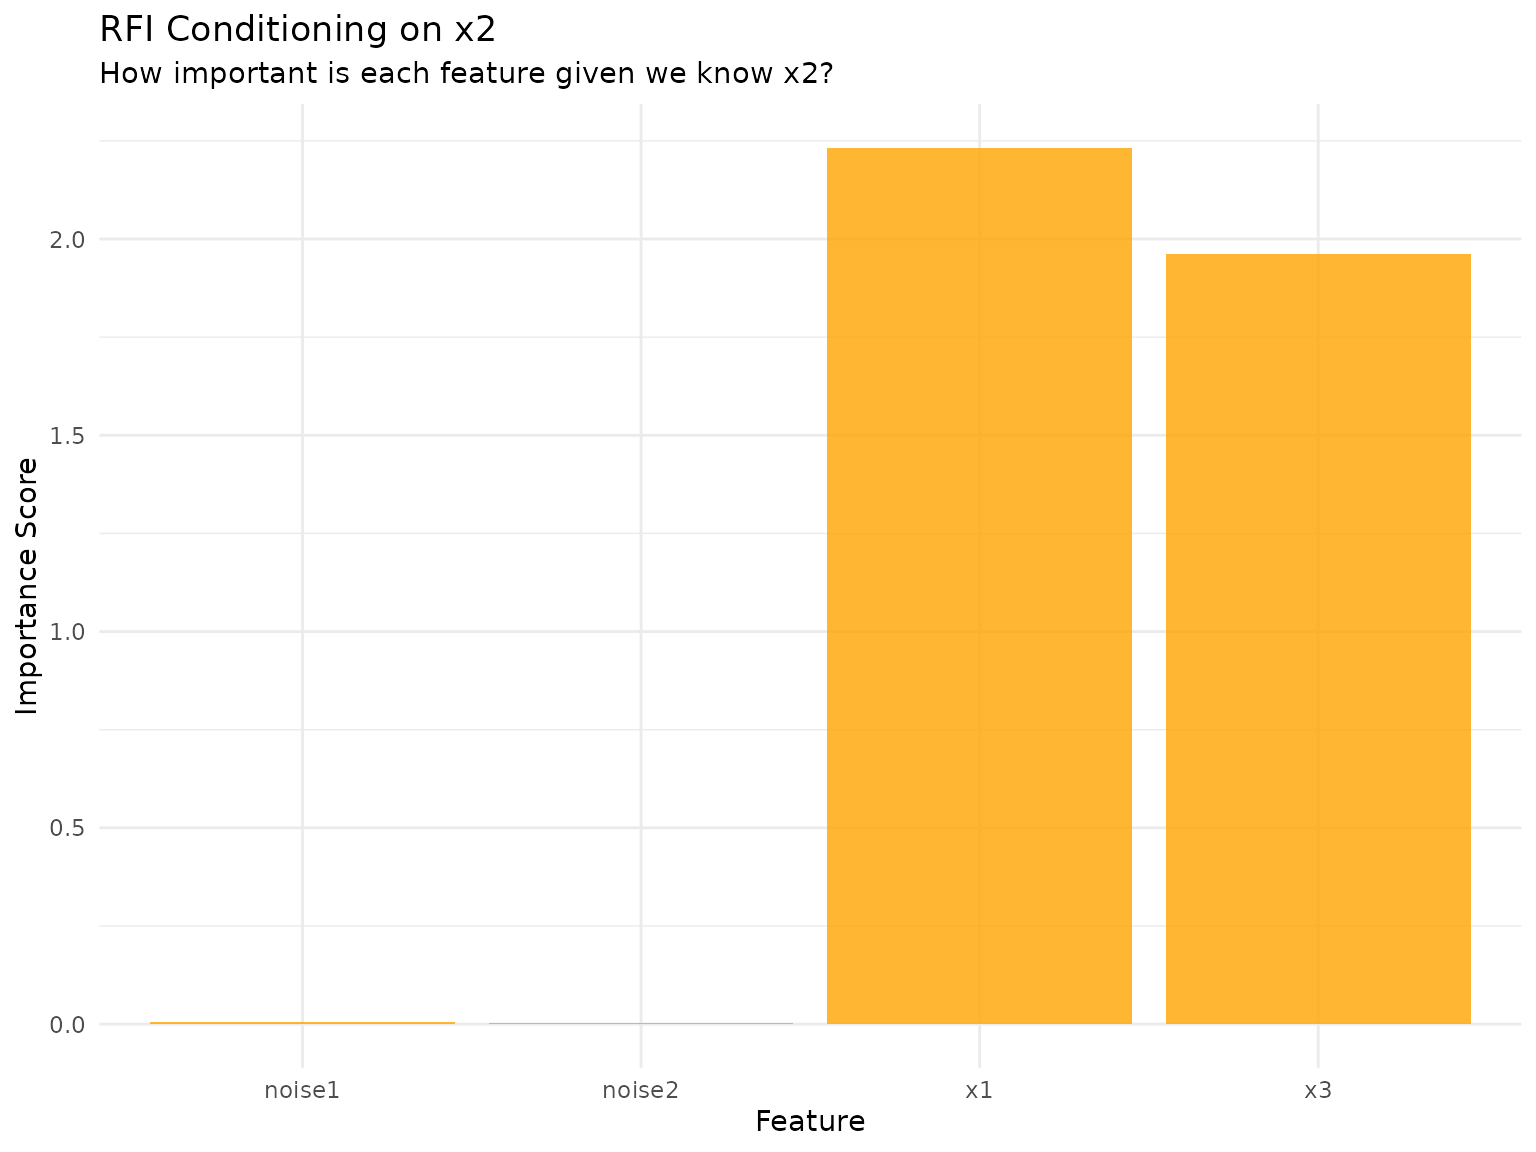 RFI Conditioning on x2
How important is each feature given we know x2?
Importance Score
2.0
1.5
1.0
0.5
0.0
noise1 noise2 x1 x3
Feature